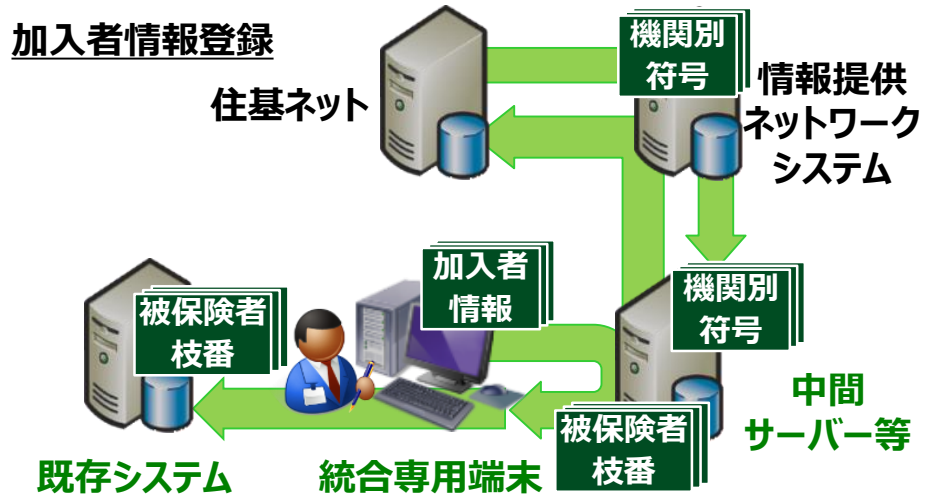 加入者情報登録
機関別
符号
住基ネット
情報提供
ネットワーク
システム
加入者
情報
機関別
符号
被保険者
枝番
中間
サーバー等
被保険者
枝番
既存システム
統合専用端末